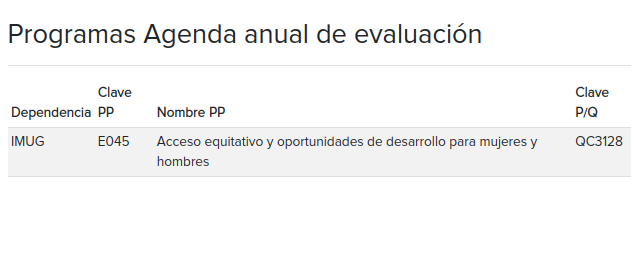 Programas Agenda anual de evaluación
Clave Clave
Dependencia PP Nombre PP P/Q
IMUG E045 Acceso equitativo y oportunidades de desarrollo para mujeres y QC3128
hombres